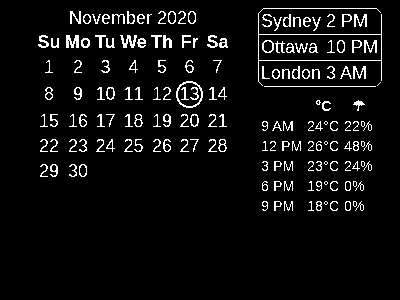 November 2020
Su Mo Tu We Th Fr Sa
1 2 3 4 5 6 7
8 9 10 11 12 13 14
15 16 17 18 19 20 21
22 23 24 25 26 27 28
29 30
Sydney 2 PM
Ottawa 10 PM
London 3 AM
°C ☂
9 AM 24°C 22%
12 PM 26°C 48%
3 PM 23°C 24%
6 PM 19°C 0%
9 PM 18°C 0%